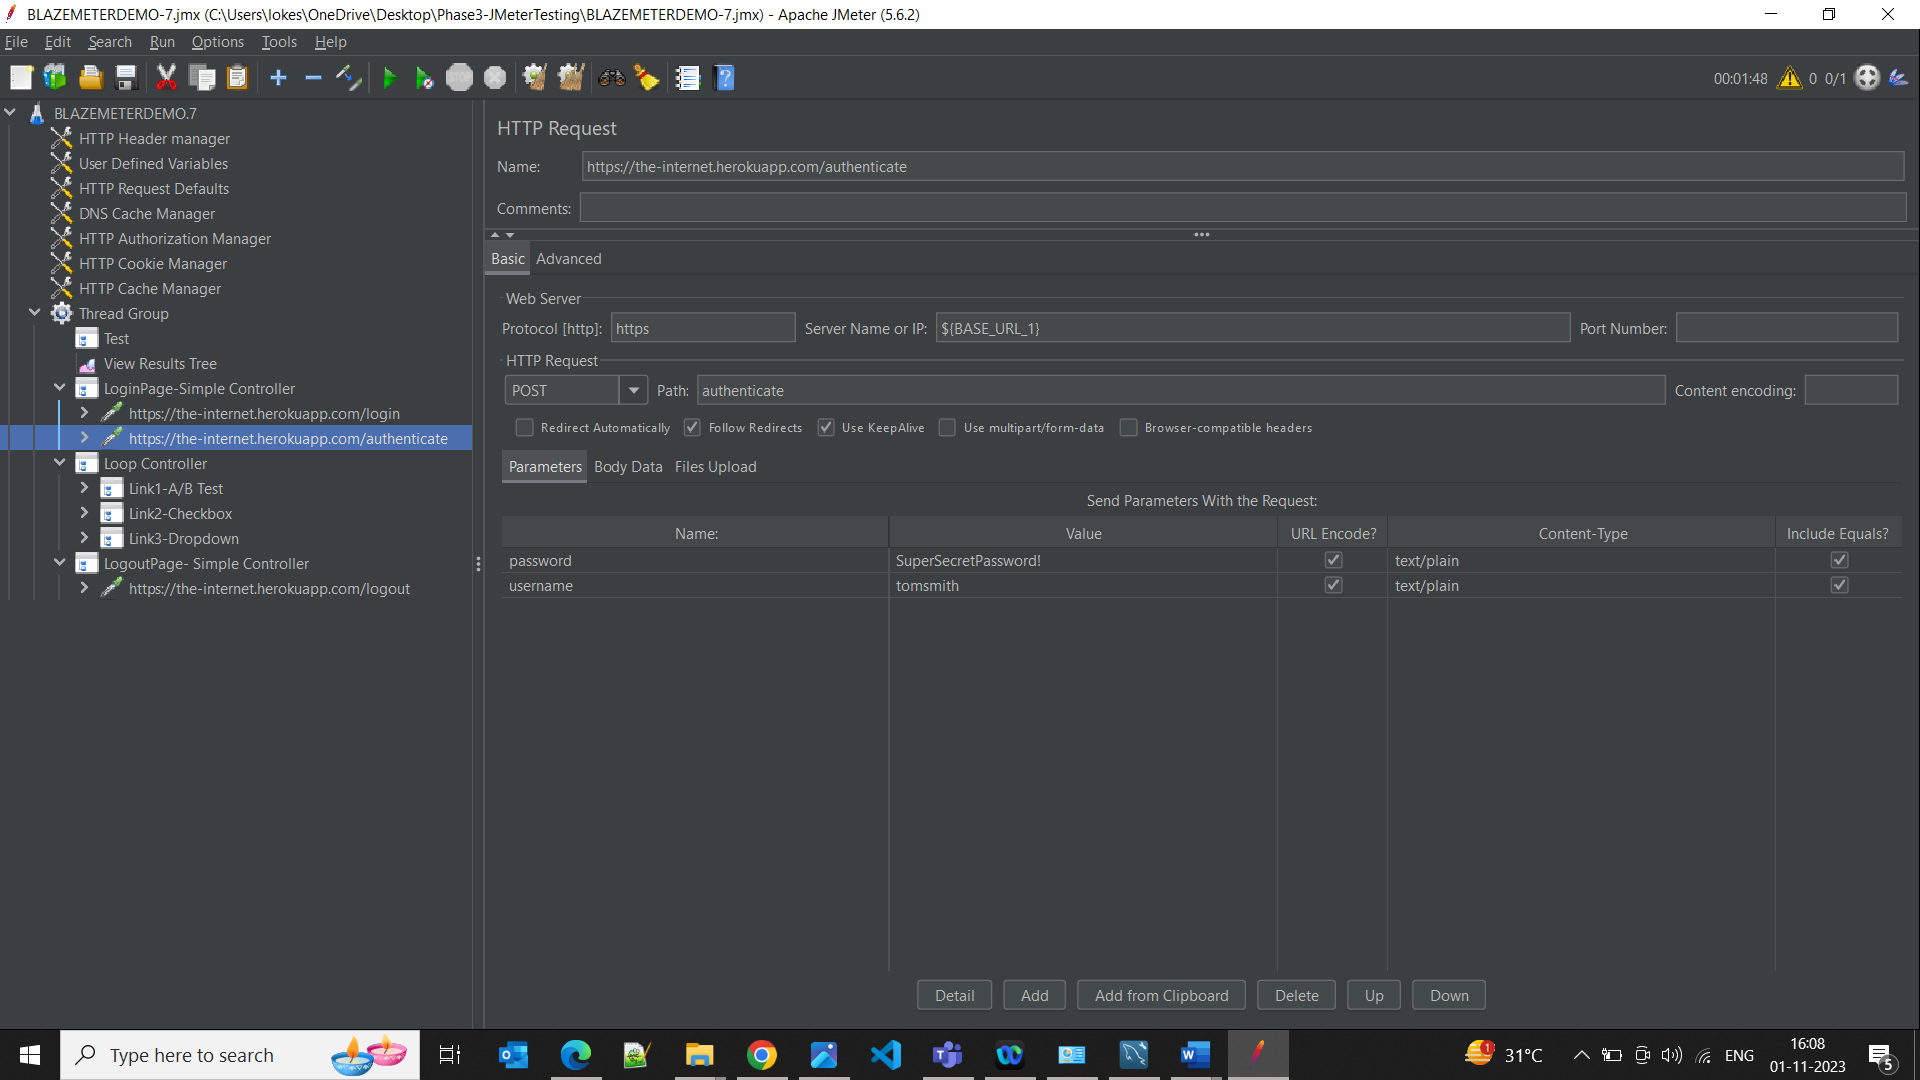 BLAZEMETERDEMO-7.jmx (C:\Users\lokes\OneDrive\Desktop\Phase3-JMeterTesting\BLAZEMETERDEMO-7.jmx) - Apache JMeter (5.6.2)
File Edit Search Run Options Tools Help
STOP
00:01:48 0 0/1
BLAZEMETERDEMO.7
HTTP Header manager
User Defined Variables
HTTP Request Defaults
DNS Cache Manager
HTTP Authorization Manager
HTTP Cookie Manager
HTTP Cache Manager
Thread Group
Test
View Results Tree
LoginPage-Simple Controller
https://the-internet.herokuapp.com/login
https://the-internet.herokuapp.com/authenticate
Loop Controller
Link1-A/B Test
Link2-Checkbox
Link3-Dropdown
LogoutPage- Simple Controller
https://the-internet.herokuapp.com/logout
HTTP Request
Name: https://the-internet.herokuapp.com/authenticate
Comments:
Basic Advanced
Web Server
Protocol [http]: https Server Name or IP: ${BASE_URL_1} Port Number:
HTTP Request
POST Path: authenticate Content encoding:
Redirect Automatically Follow Redirects Use KeepAlive Use multipart/form-data Browser-compatible headers
Parameters Body Data Files Upload
Send Parameters With the Request:
Name: Value URL Encode? Content-Type Include Equals?
password SuperSecretPassword! text/plain
username tomsmith text/plain
Detail Add Add from Clipboard Delete Up Down
Type here to search
1 31°C ENG 16:08
01-11-2023 5